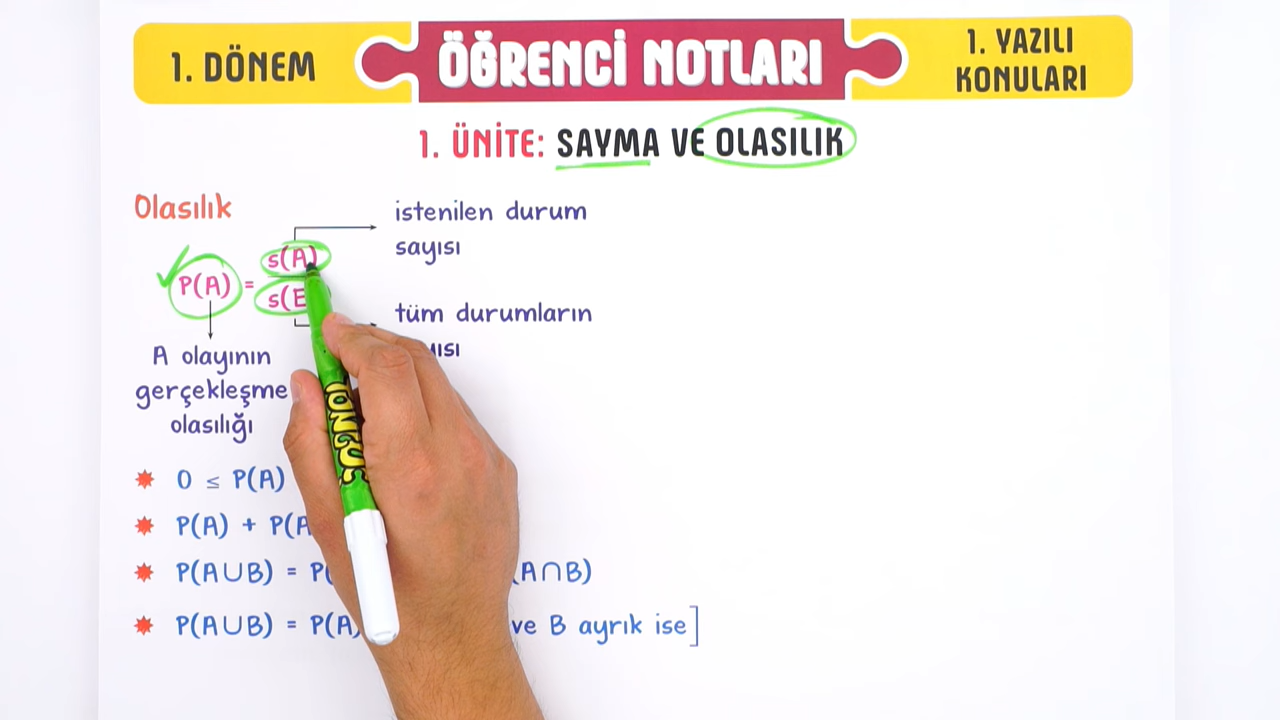 1. DÖNEM
ÖĞRENCİ NOTLARI
1. YAZILI
KONULARI
1. ÜNİTE: SAYMA VE OLASILIK
Olasılık
istenilen durum
sayısı
P(A) = s(A)
s(E
tüm durumların
A olayının
gerçekleşme
olasılığı
0 ≤ P(A)
P(A) + P(A
P(A∪B) = P( (A∩B)
P(A∪B) = P(A) ve B ayrık ise]